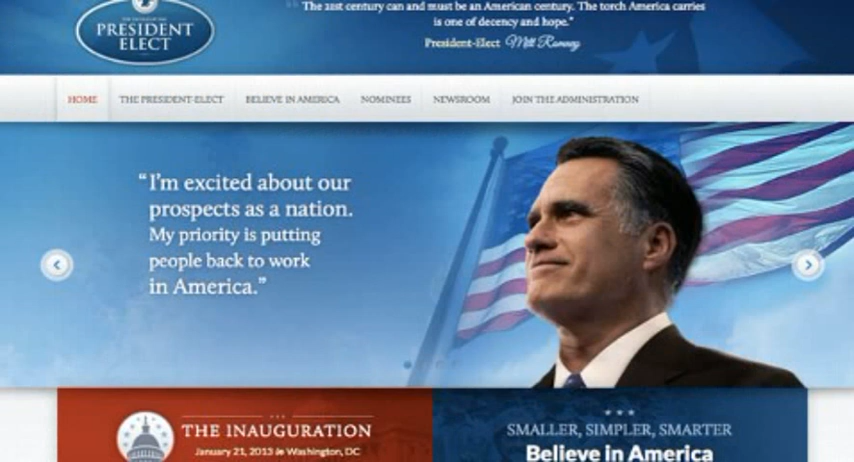 The 21st century can and must be an American century. The torch America carries
is one of decency and hope."
President-Elect Mitt Romney
PRESIDENT
ELECT
HOME THE PRESIDENT-ELECT BELIEVE IN AMERICA NOMINEES NEWSROOM JOIN THE ADMINISTRATION
"I'm excited about our
prospects as a nation.
My priority is putting
people back to work
in America."
THE INAUGURATION
January 21, 2013 in Washington, DC
SMALLER, SIMPLER, SMARTER
Believe in America